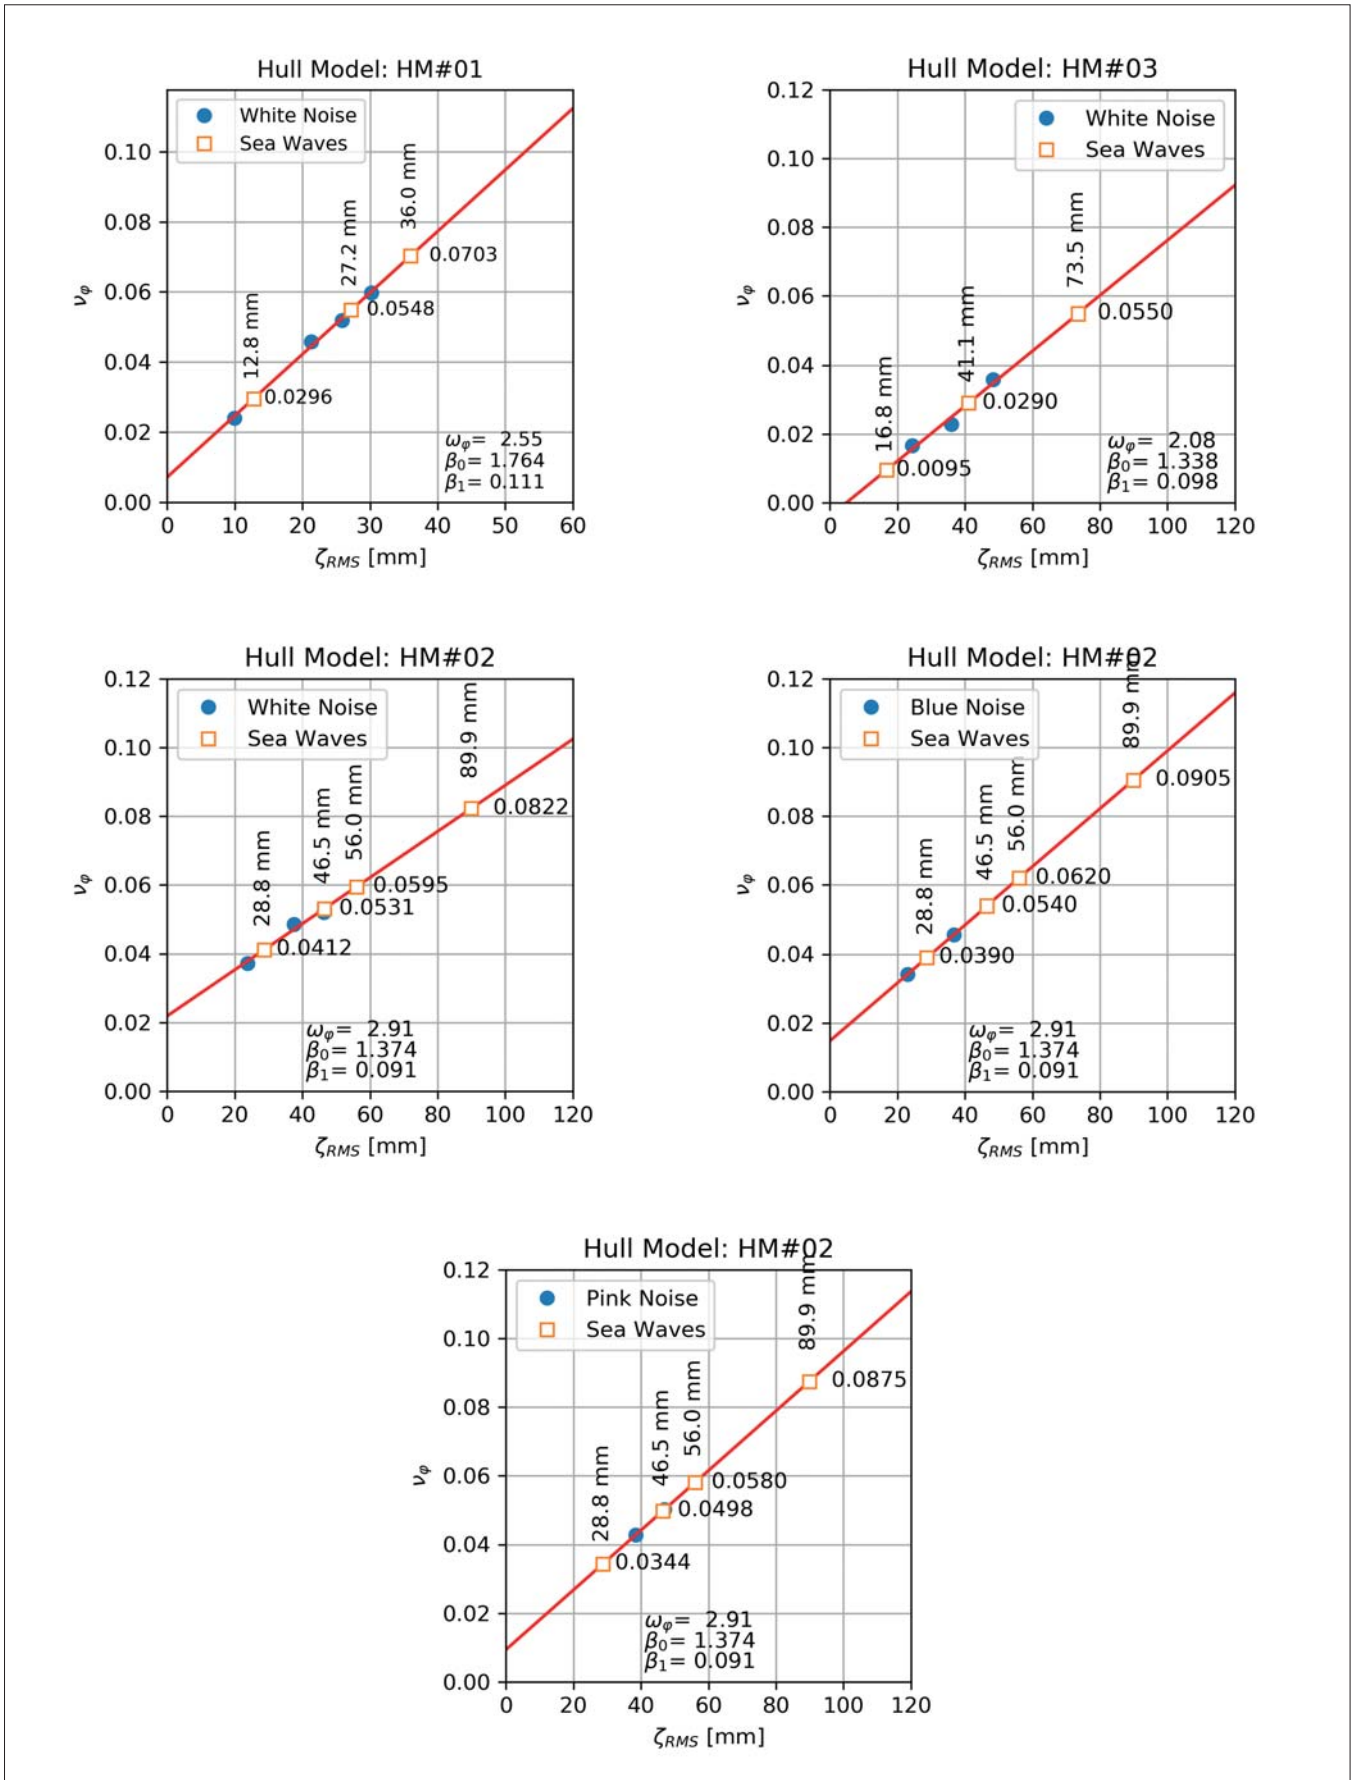 Hull Model: HM#01
White Noise
Sea Waves
0.10
0.08
0.06
0.04
0.02
0.00
νφ
12.8 mm
27.2 mm
36.0 mm
0.0703
0.0548
0.0296
ωφ= 2.55
β0= 1.764
β1= 0.111
0 10 20 30 40 50 60
ζRMS [mm]
Hull Model: HM#03
White Noise
Sea Waves
0.12
0.10
0.08
0.06
0.04
0.02
0.00
νφ
16.8 mm
41.1 mm
73.5 mm
0.0550
0.0290
0.0095
ωφ= 2.08
β0= 1.338
β1= 0.098
0 20 40 60 80 100 120
ζRMS [mm]
Hull Model: HM#02
White Noise
Sea Waves
0.12
0.10
0.08
0.06
0.04
0.02
0.00
νφ
28.8 mm
46.5 mm
56.0 mm
89.9 mm
0.0822
0.0595
0.0531
0.0412
ωφ= 2.91
β0= 1.374
β1= 0.091
0 20 40 60 80 100 120
ζRMS [mm]
Hull Model: HM#02
Blue Noise
Sea Waves
0.12
0.10
0.08
0.06
0.04
0.02
0.00
νφ
28.8 mm
46.5 mm
56.0 mm
89.9 mm
0.0905
0.0620
0.0540
0.0390
ωφ= 2.91
β0= 1.374
β1= 0.091
0 20 40 60 80 100 120
ζRMS [mm]
Hull Model: HM#02
Pink Noise
Sea Waves
0.12
0.10
0.08
0.06
0.04
0.02
0.00
νφ
28.8 mm
46.5 mm
56.0 mm
89.9 mm
0.0875
0.0580
0.0498
0.0344
ωφ= 2.91
β0= 1.374
β1= 0.091
0 20 40 60 80 100 120
ζRMS [mm]